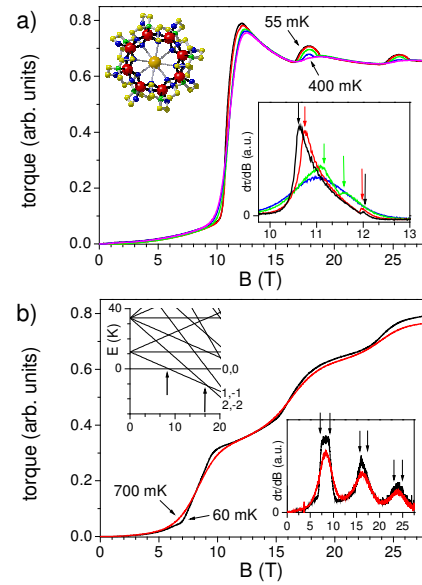 a)
torque (arb. units)
0.8
0.6
0.4
0.2
0.0
55 mK
400 mK
dτ/dB (a.u.)
0
10 11 12 13
0 5 10 15 20 25
B (T)
b)
torque (arb. units)
0.8
0.6
0.4
0.2
0.0
E (K)
40
20
0
-20
0 10 20
0,0
1,-1
2,-2
700 mK
60 mK
dτ/dB (a.u.)
0
0 5 10 15 20 25
0 5 10 15 20 25
B (T)